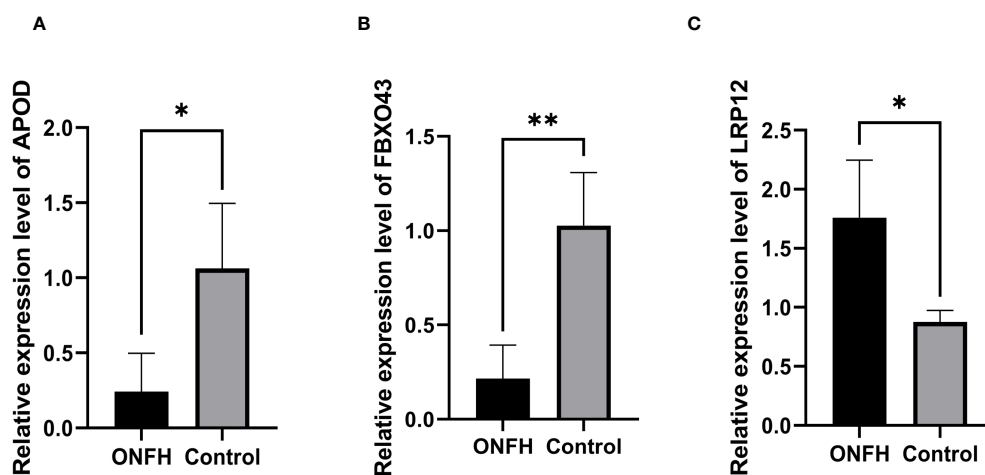 A
B
C
Relative expression level of APOD
2.0
1.5
1.0
0.5
0.0
*
ONFH Control
Relative expression level of FBXO43
1.5
1.0
0.5
0.0
**
ONFH Control
Relative expression level of LRP12
2.5
2.0
1.5
1.0
0.5
0.0
*
ONFH Control